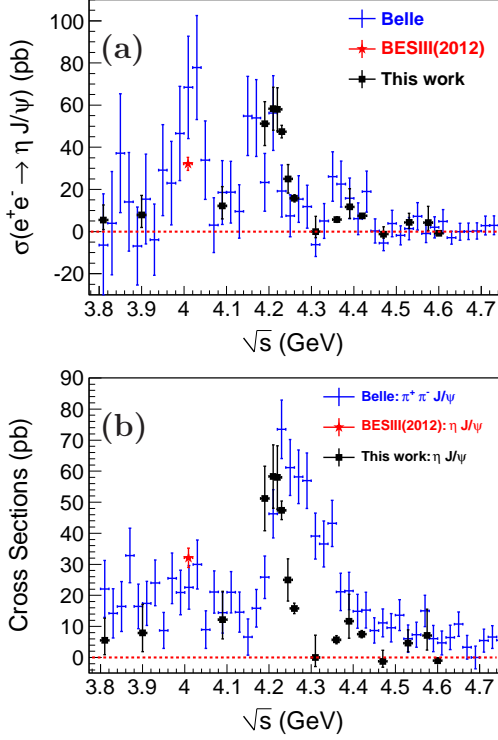 (a)
Belle
BESIII(2012)
This work
σ(e⁺e⁻ → η J/ψ) (pb)
100
80
60
40
20
0
-20
3.8 3.9 4 4.1 4.2 4.3 4.4 4.5 4.6 4.7
√s (GeV)
(b)
Belle: π⁺ π⁻ J/ψ
BESIII(2012): η J/ψ
This work: η J/ψ
Cross Sections (pb)
90
80
70
60
50
40
30
20
10
0
3.8 3.9 4 4.1 4.2 4.3 4.4 4.5 4.6 4.7
√s (GeV)